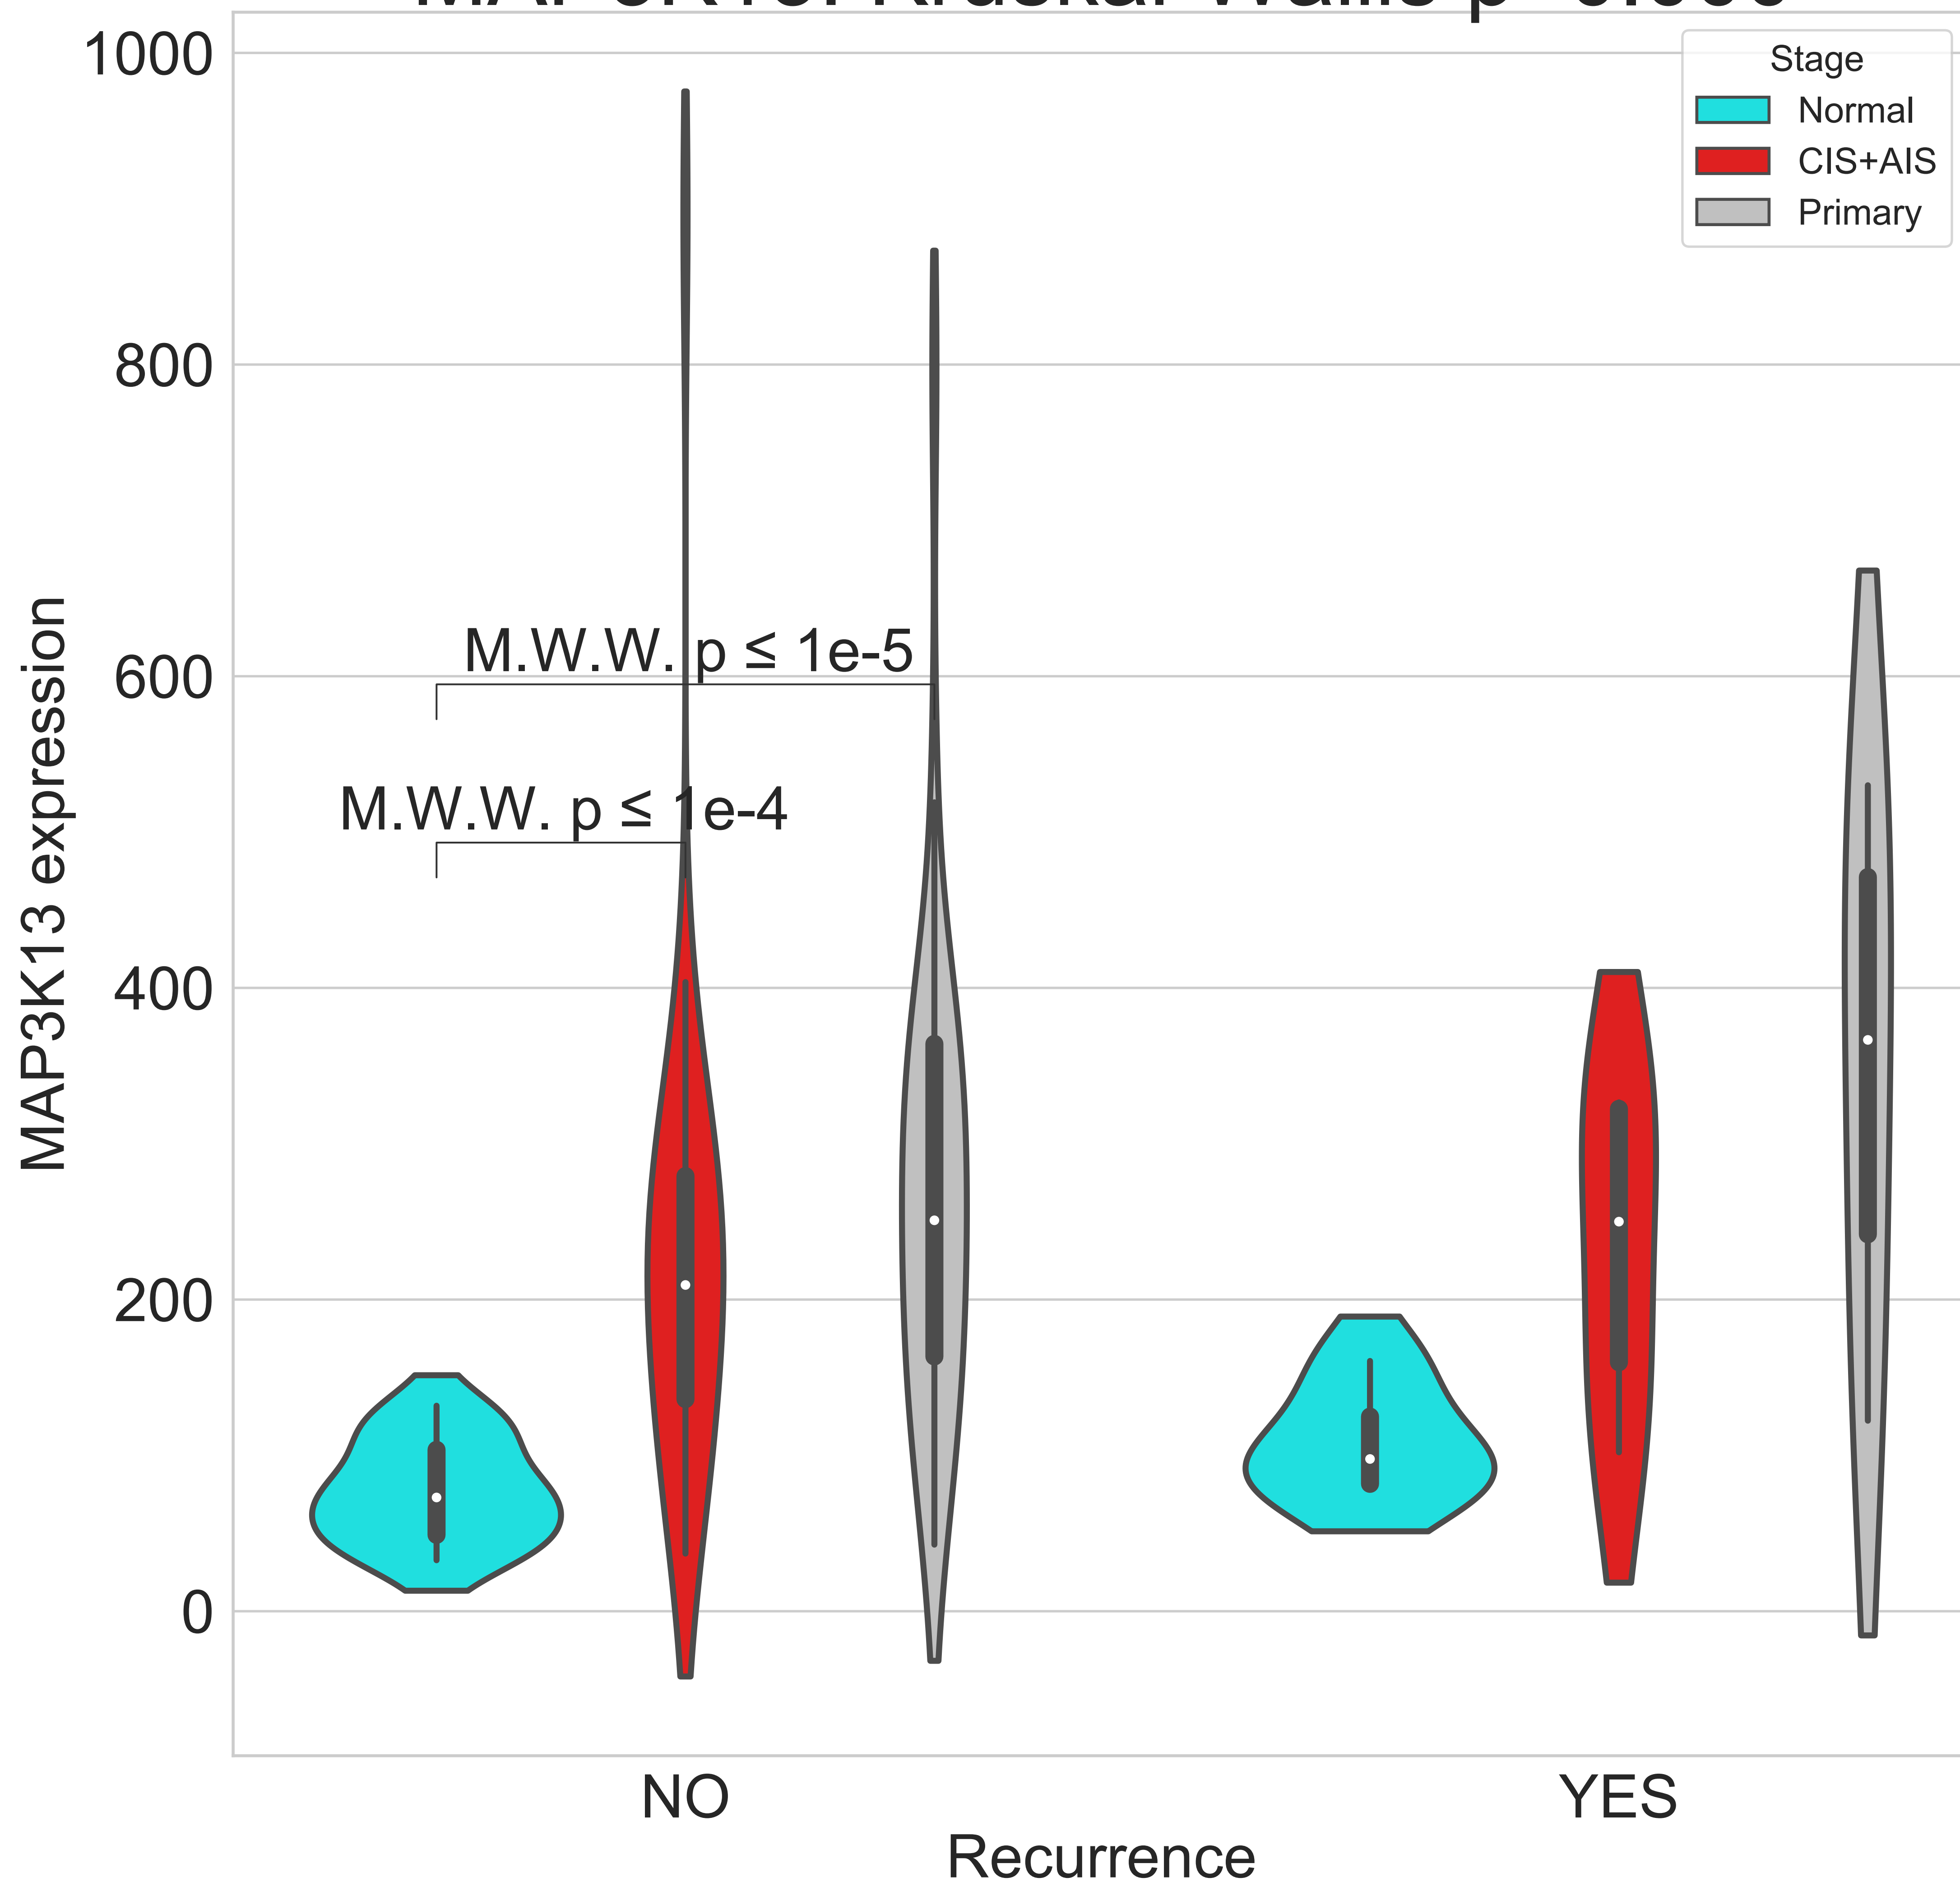 1000
800
600
400
200
0
MAP3K13 expression
Stage
Normal
CIS+AIS
Primary
M.W.W. p ≤ 1e-5
M.W.W. p ≤ 1e-4
NO
YES
Recurrence